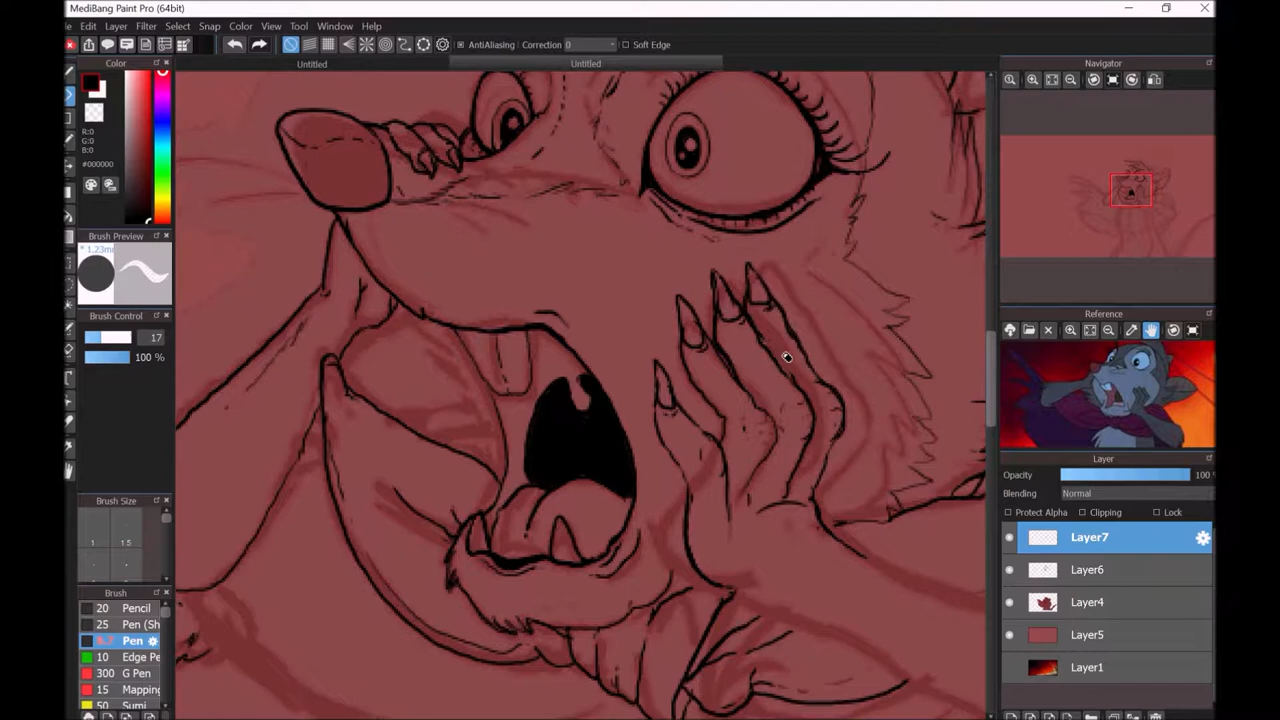 MediBang Paint Pro (64bit)
Edit Layer Filter Select Snap Color View Tool Window Help
AntiAliasing Correction 0 Soft Edge
Color
Untitled
Untitled
Navigator
R:0
G:0
B:0
#000000
Brush Preview
* 1.23m
Brush Control
17
100 %
Reference
Layer
Opacity 100
Blending Normal
Protect Alpha Clipping Lock
Layer7
Layer6
Layer4
Layer5
Layer1
Brush Size
1 1.5
Brush
20 Pencil
25 Pen (Sh
Pen
10 Edge Pe
300 G Pen
15 Mapping
50 Sumi